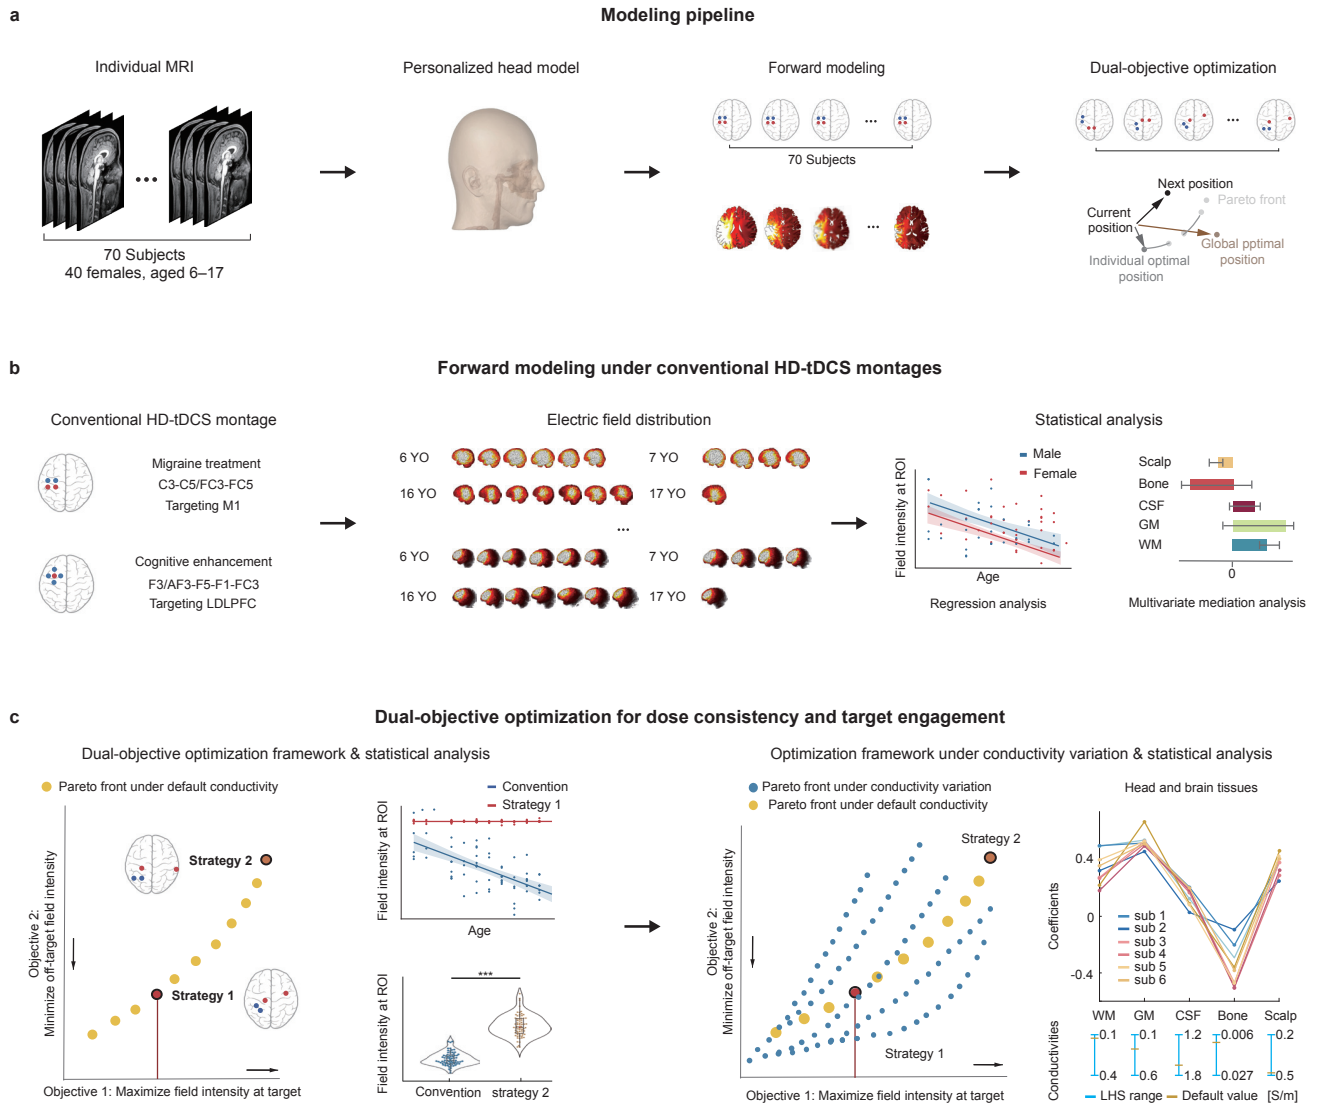 a
Modeling pipeline
Individual MRI
Personalized head model
Forward modeling
Dual-objective optimization
70 Subjects
40 females, aged 6–17
70 Subjects
Next position
Pareto front
Current
position
Global pptimal
position
Individual optimal
position
b
Forward modeling under conventional HD-tDCS montages
Conventional HD-tDCS montage
Migraine treatment
C3-C5/FC3-FC5
Targeting M1
Cognitive enhancement
F3/AF3-F5-F1-FC3
Targeting LDLPFC
Electric field distribution
6 YO
7 YO
16 YO
17 YO
...
6 YO
7 YO
16 YO
17 YO
Statistical analysis
Male
Female
Field intensity at ROI
Age
Regression analysis
Scalp
Bone
CSF
GM
WM
0
Multivariate mediation analysis
c
Dual-objective optimization for dose consistency and target engagement
Dual-objective optimization framework & statistical analysis
Pareto front under default conductivity
Strategy 2
Strategy 1
Objective 2:
Minimize off-target field intensity
Objective 1: Maximize field intensity at target
Convention
Strategy 1
Field intensity at ROI
Age
***
Field intensity at ROI
Convention
strategy 2
Optimization framework under conductivity variation & statistical analysis
Pareto front under conductivity variation
Pareto front under default conductivity
Strategy 2
Strategy 1
Objective 2:
Minimize off-target field intensity
Objective 1: Maximize field intensity at target
Head and brain tissues
Coefficients
0.4
0
-0.4
sub 1
sub 2
sub 3
sub 4
sub 5
sub 6
WM GM CSF Bone Scalp
Conductivities
0.1 0.1 1.2 0.006 0.2
0.4 0.6 1.8 0.027 0.5
LHS range Default value [S/m]